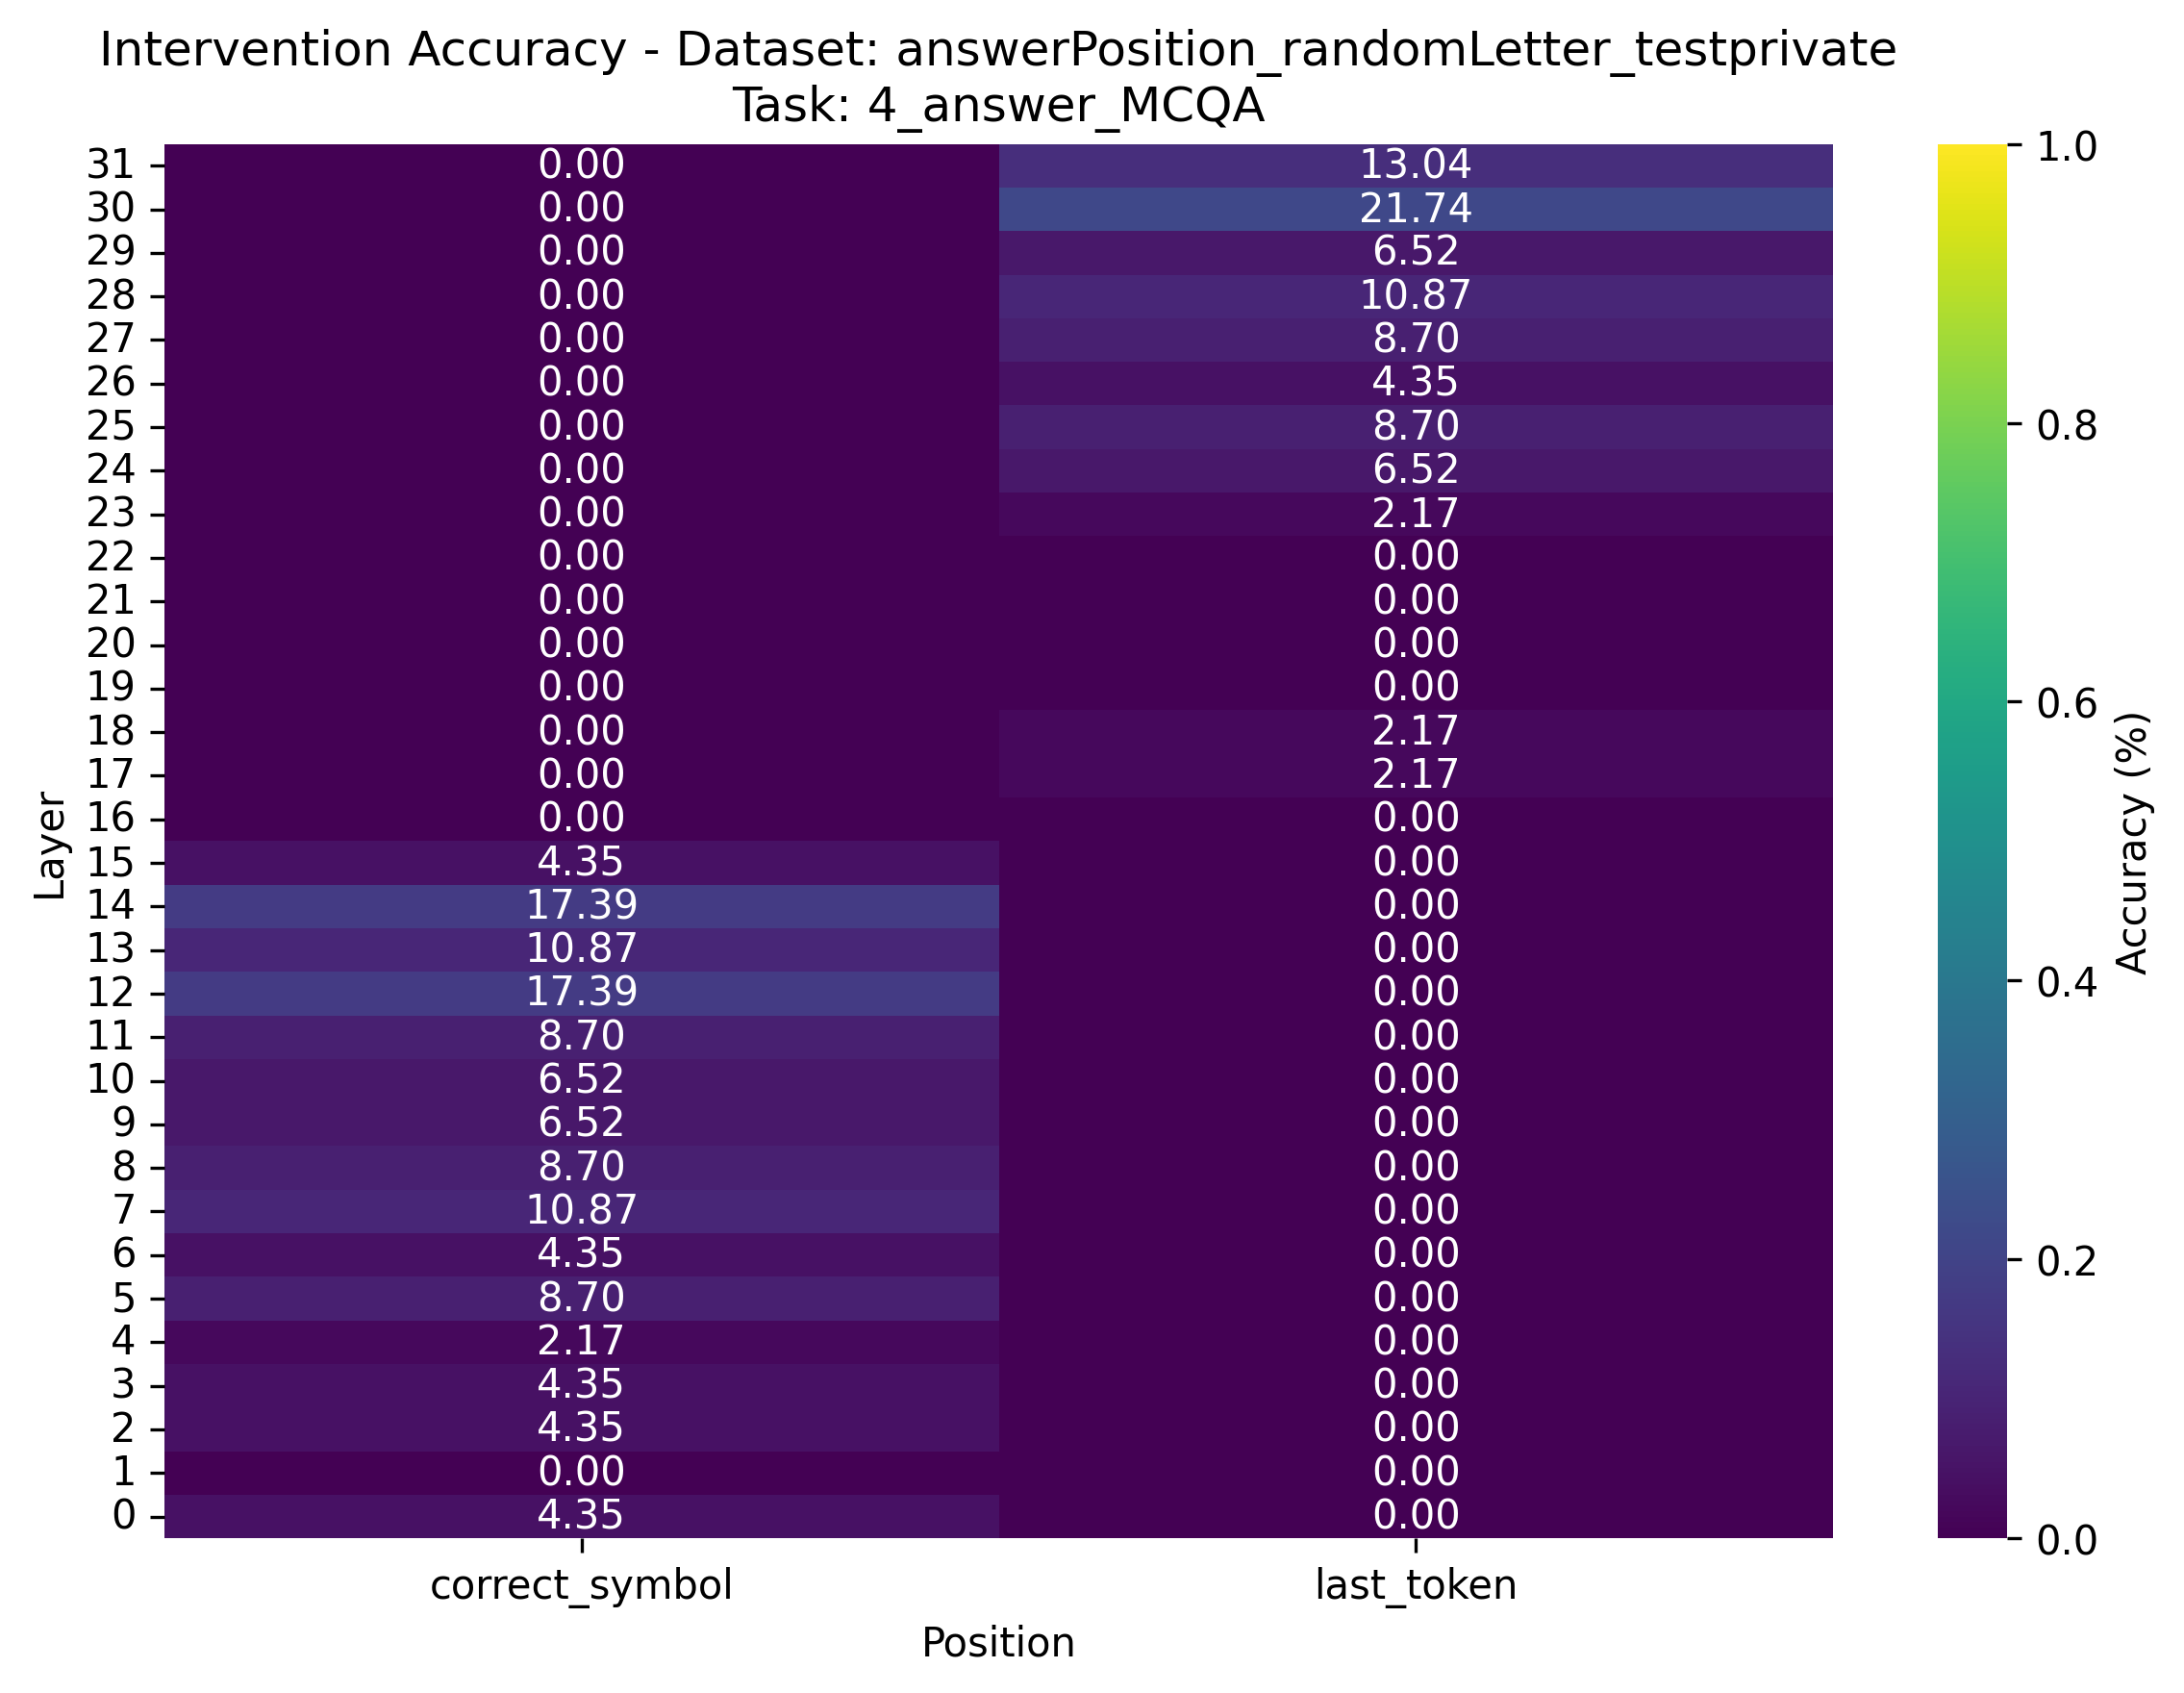 Intervention Accuracy - Dataset: answerPosition_randomLetter_testprivate
Task: 4_answer_MCQA
31 0.00 13.04
30 0.00 21.74
29 0.00 6.52
28 0.00 10.87
27 0.00 8.70
26 0.00 4.35
25 0.00 8.70
24 0.00 6.52
23 0.00 2.17
22 0.00 0.00
21 0.00 0.00
20 0.00 0.00
19 0.00 0.00
18 0.00 2.17
17 0.00 2.17
16 0.00 0.00
15 4.35 0.00
14 17.39 0.00
13 10.87 0.00
12 17.39 0.00
11 8.70 0.00
10 6.52 0.00
9 6.52 0.00
8 8.70 0.00
7 10.87 0.00
6 4.35 0.00
5 8.70 0.00
4 2.17 0.00
3 4.35 0.00
2 4.35 0.00
1 0.00 0.00
0 4.35 0.00
correct_symbol last_token
Position
Layer
1.0
0.8
0.6
0.4
0.2
0.0
Accuracy (%)